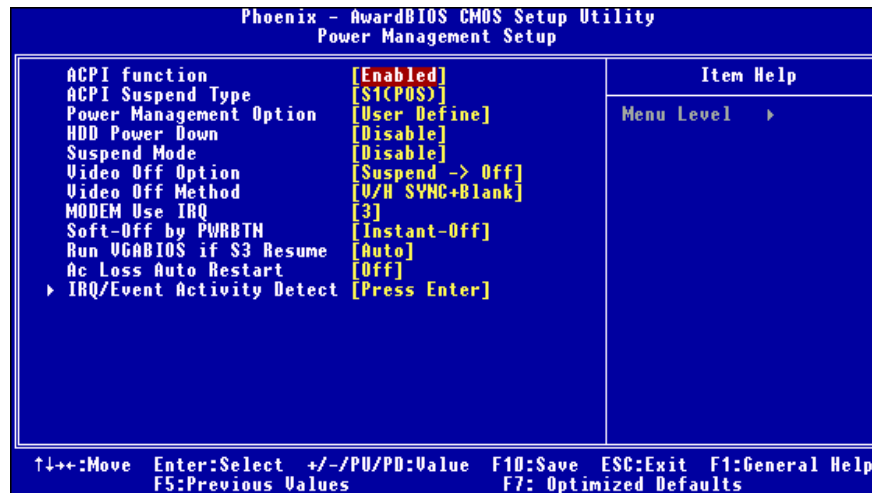 Phoenix - AwardBIOS CMOS Setup Utility
Power Management Setup
ACPI function [Enabled]
ACPI Suspend Type [S1(POS)]
Power Management Option [User Define]
HDD Power Down [Disable]
Suspend Mode [Disable]
Video Off Option [Suspend -> Off]
Video Off Method [V/H SYNC+Blank]
MODEM Use IRQ [3]
Soft-Off by PWRBTN [Instant-Off]
Run VGABIOS if S3 Resume [Auto]
Ac Loss Auto Restart [Off]
▸ IRQ/Event Activity Detect [Press Enter]
Item Help
Menu Level ▸
↑↓→←:Move Enter:Select +/-/PU/PD:Value F10:Save ESC:Exit F1:General Help
F5:Previous Values F7: Optimized Defaults